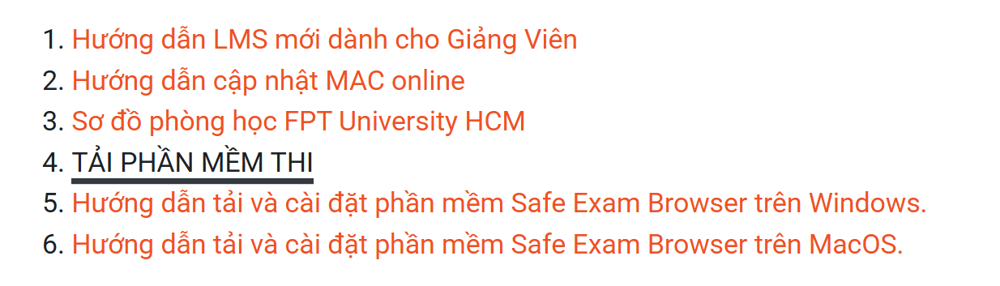 1. Hướng dẫn LMS mới dành cho Giảng Viên
2. Hướng dẫn cập nhật MAC online
3. Sơ đồ phòng học FPT University HCM
4. TẢI PHẦN MỀM THI
5. Hướng dẫn tải và cài đặt phần mềm Safe Exam Browser trên Windows.
6. Hướng dẫn tải và cài đặt phần mềm Safe Exam Browser trên MacOS.